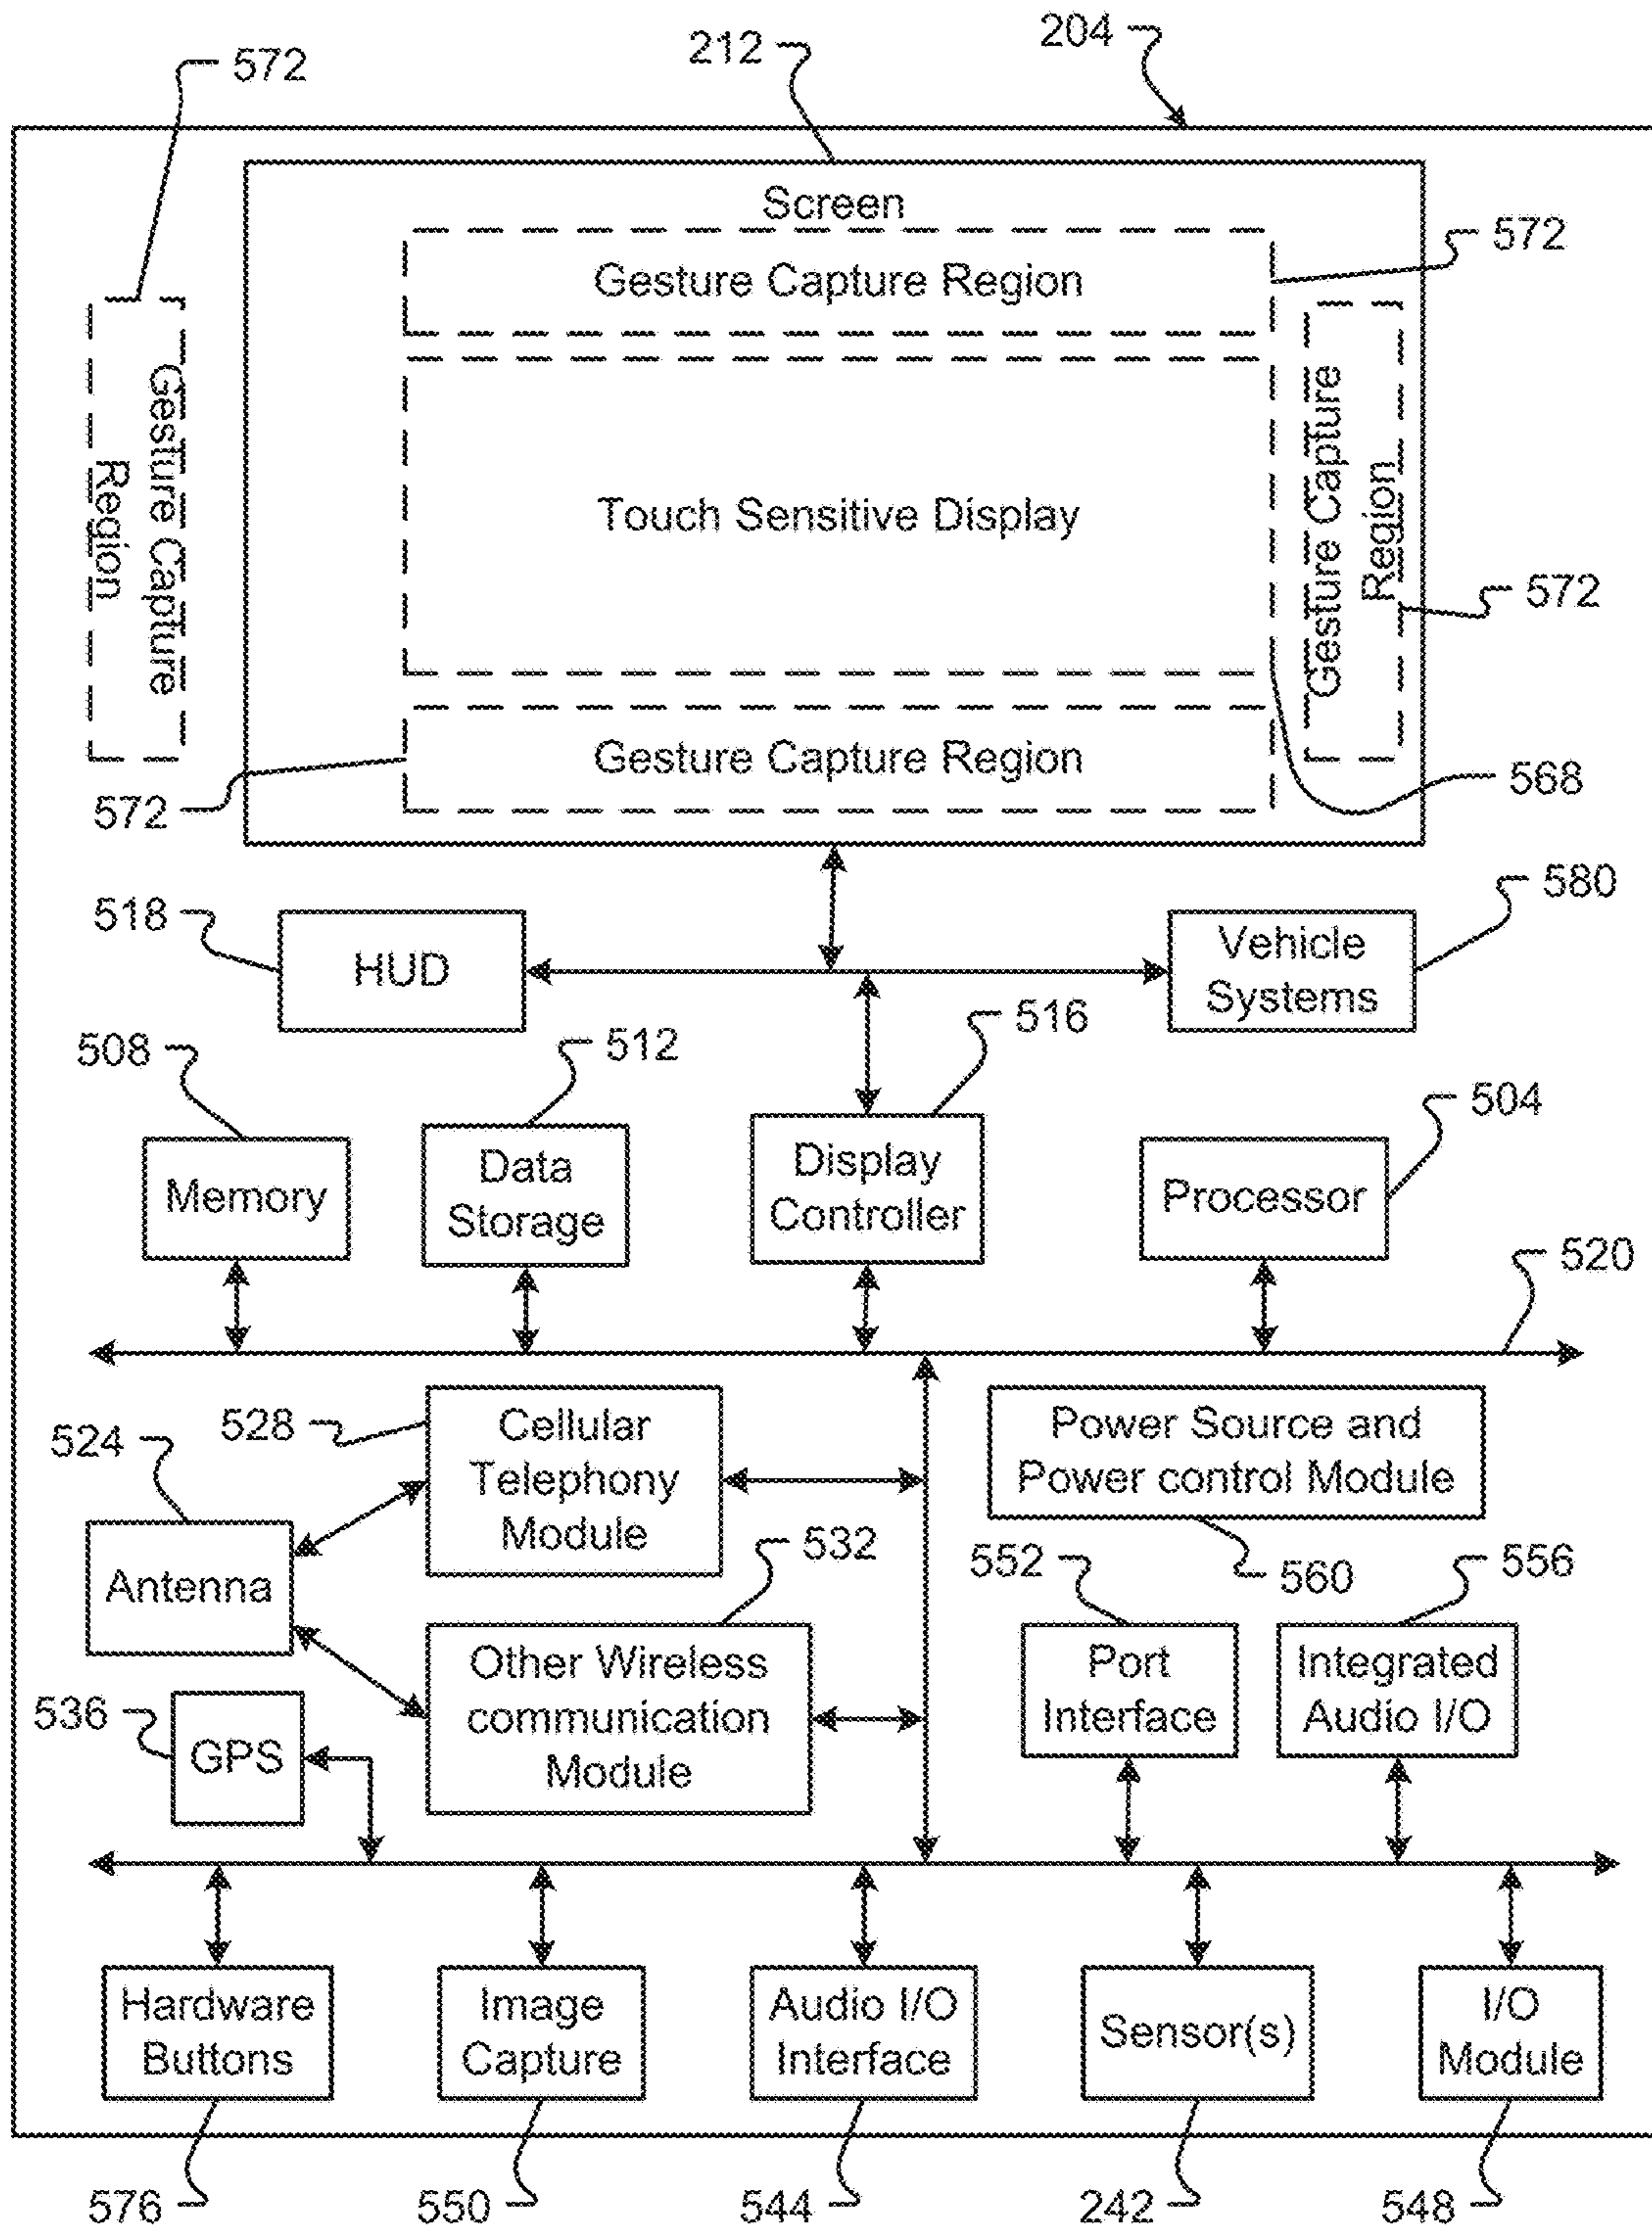 204
212
572
Screen
572
Gesture Capture Region
Gesture Capture
Region
Touch Sensitive Display
Gesture Capture
Region
572
Gesture Capture Region
568
572
580
518
HUD
Vehicle
Systems
516
512
508
504
Memory
Data
Storage
Display
Controller
Processor
520
528
Cellular
Telephony
Module
Power Source and
Power control Module
524
532
552
560
556
Antenna
Other Wireless
communication
Module
Port
Interface
Integrated
Audio I/O
536
GPS
Hardware
Buttons
Image
Capture
Audio I/O
Interface
Sensor(s)
I/O
Module
576
550
544
242
548